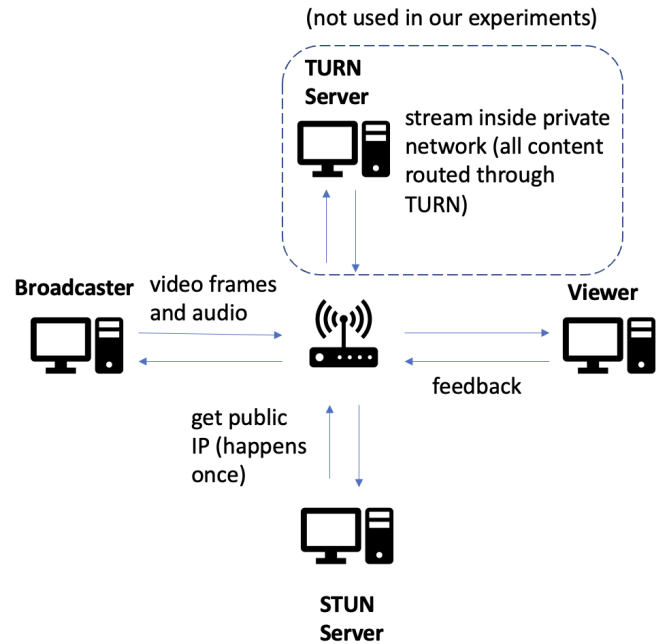 (not used in our experiments)
TURN
Server
stream inside private
network (all content
routed through
TURN)
Broadcaster
video frames
and audio
Viewer
feedback
get public
IP (happens
once)
STUN
Server